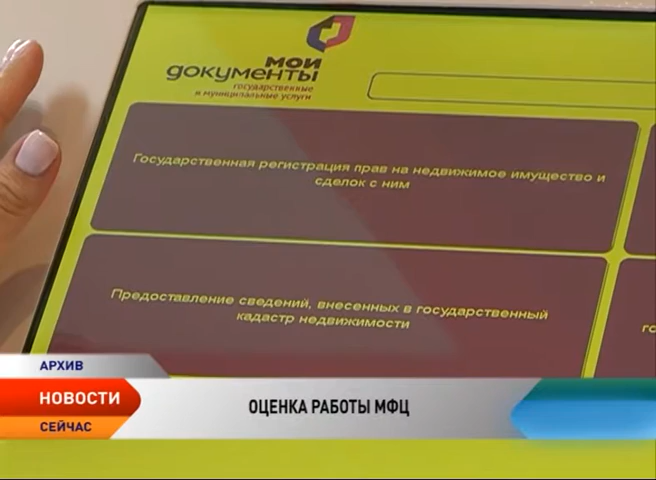 мои
документы
государственные
и муниципальные услуги
Государственная регистрация прав на недвижимое имущество и
сделок с ним
Предоставление сведений, внесенных в государственный
кадастр недвижимости
АРХИВ
НОВОСТИ
СЕЙЧАС
ОЦЕНКА РАБОТЫ МФЦ